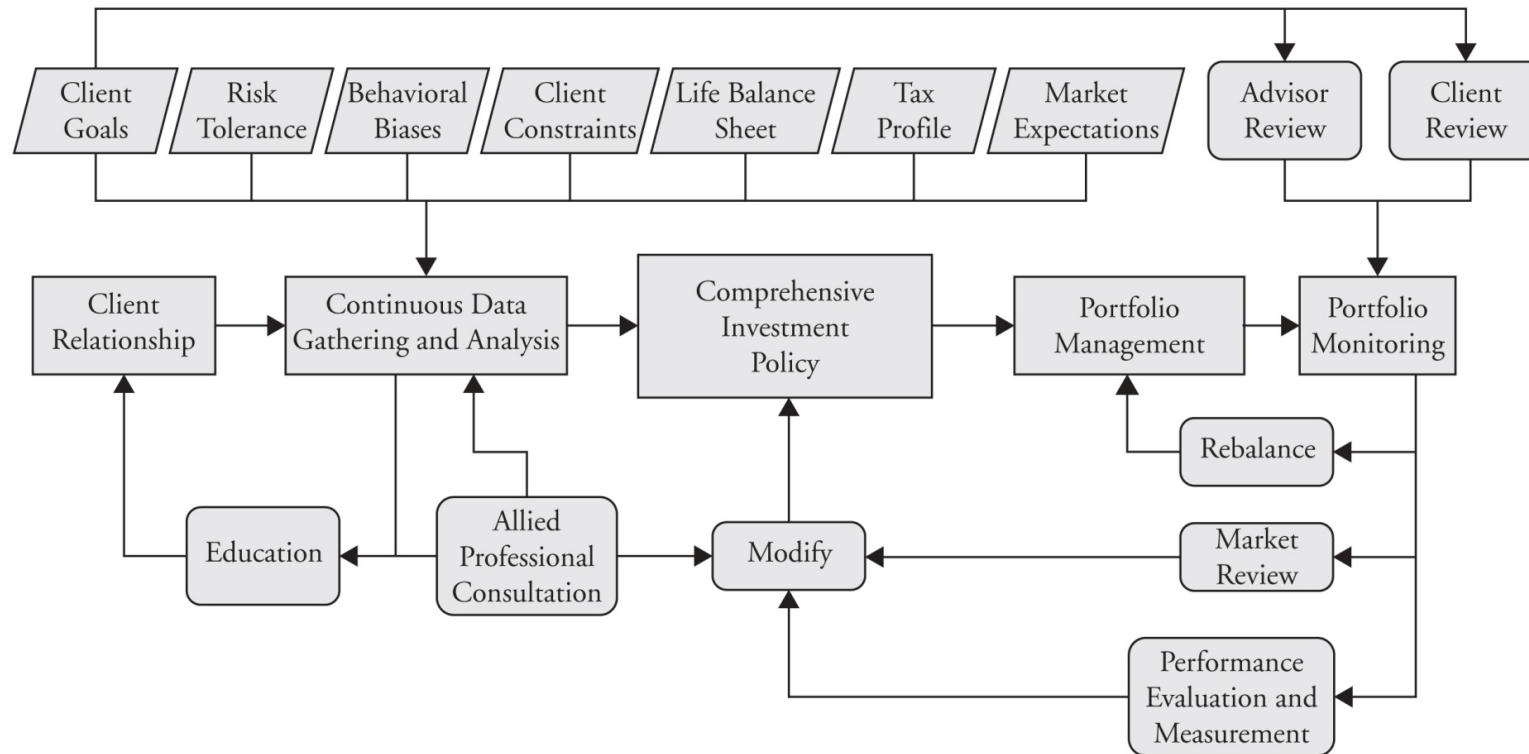 Client
Goals
Risk
Tolerance
Behavioral
Biases
Client
Constraints
Life Balance
Sheet
Tax
Profile
Market
Expectations
Advisor
Review
Client
Review
Client
Relationship
Continuous Data
Gathering and Analysis
Comprehensive
Investment
Policy
Portfolio
Management
Portfolio
Monitoring
Rebalance
Education
Allied
Professional
Consultation
Modify
Market
Review
Performance
Evaluation and
Measurement